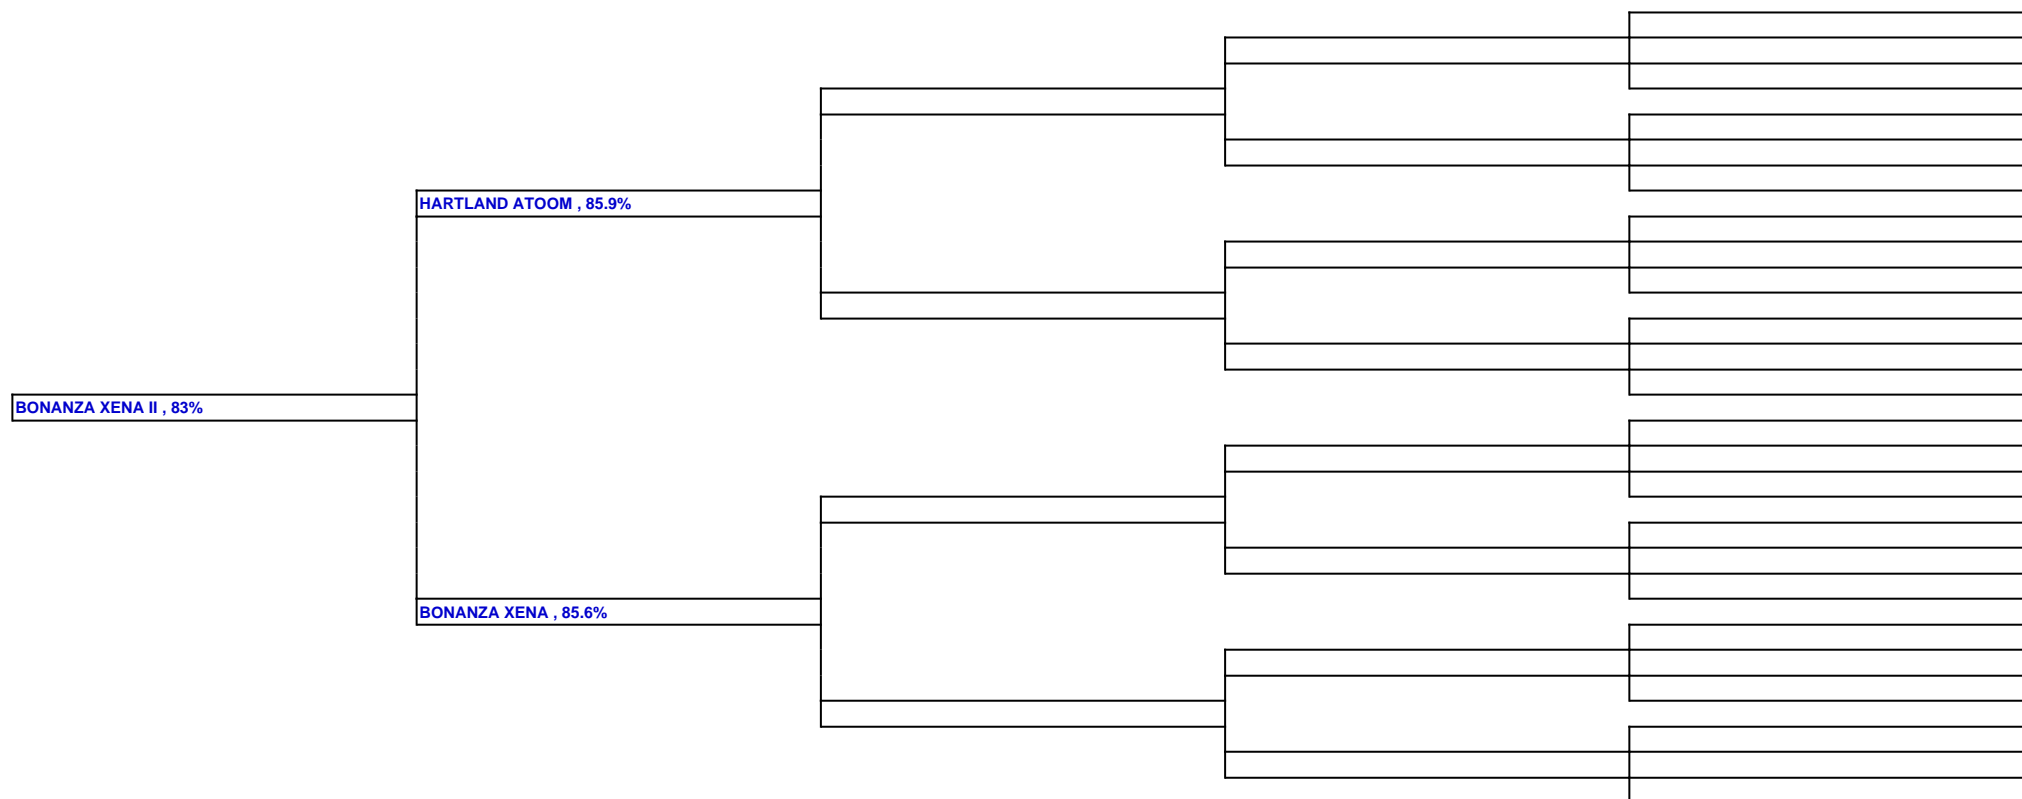 HARTLAND ATOOM , 85.9%
BONANZA XENA II , 83%
BONANZA XENA , 85.6%